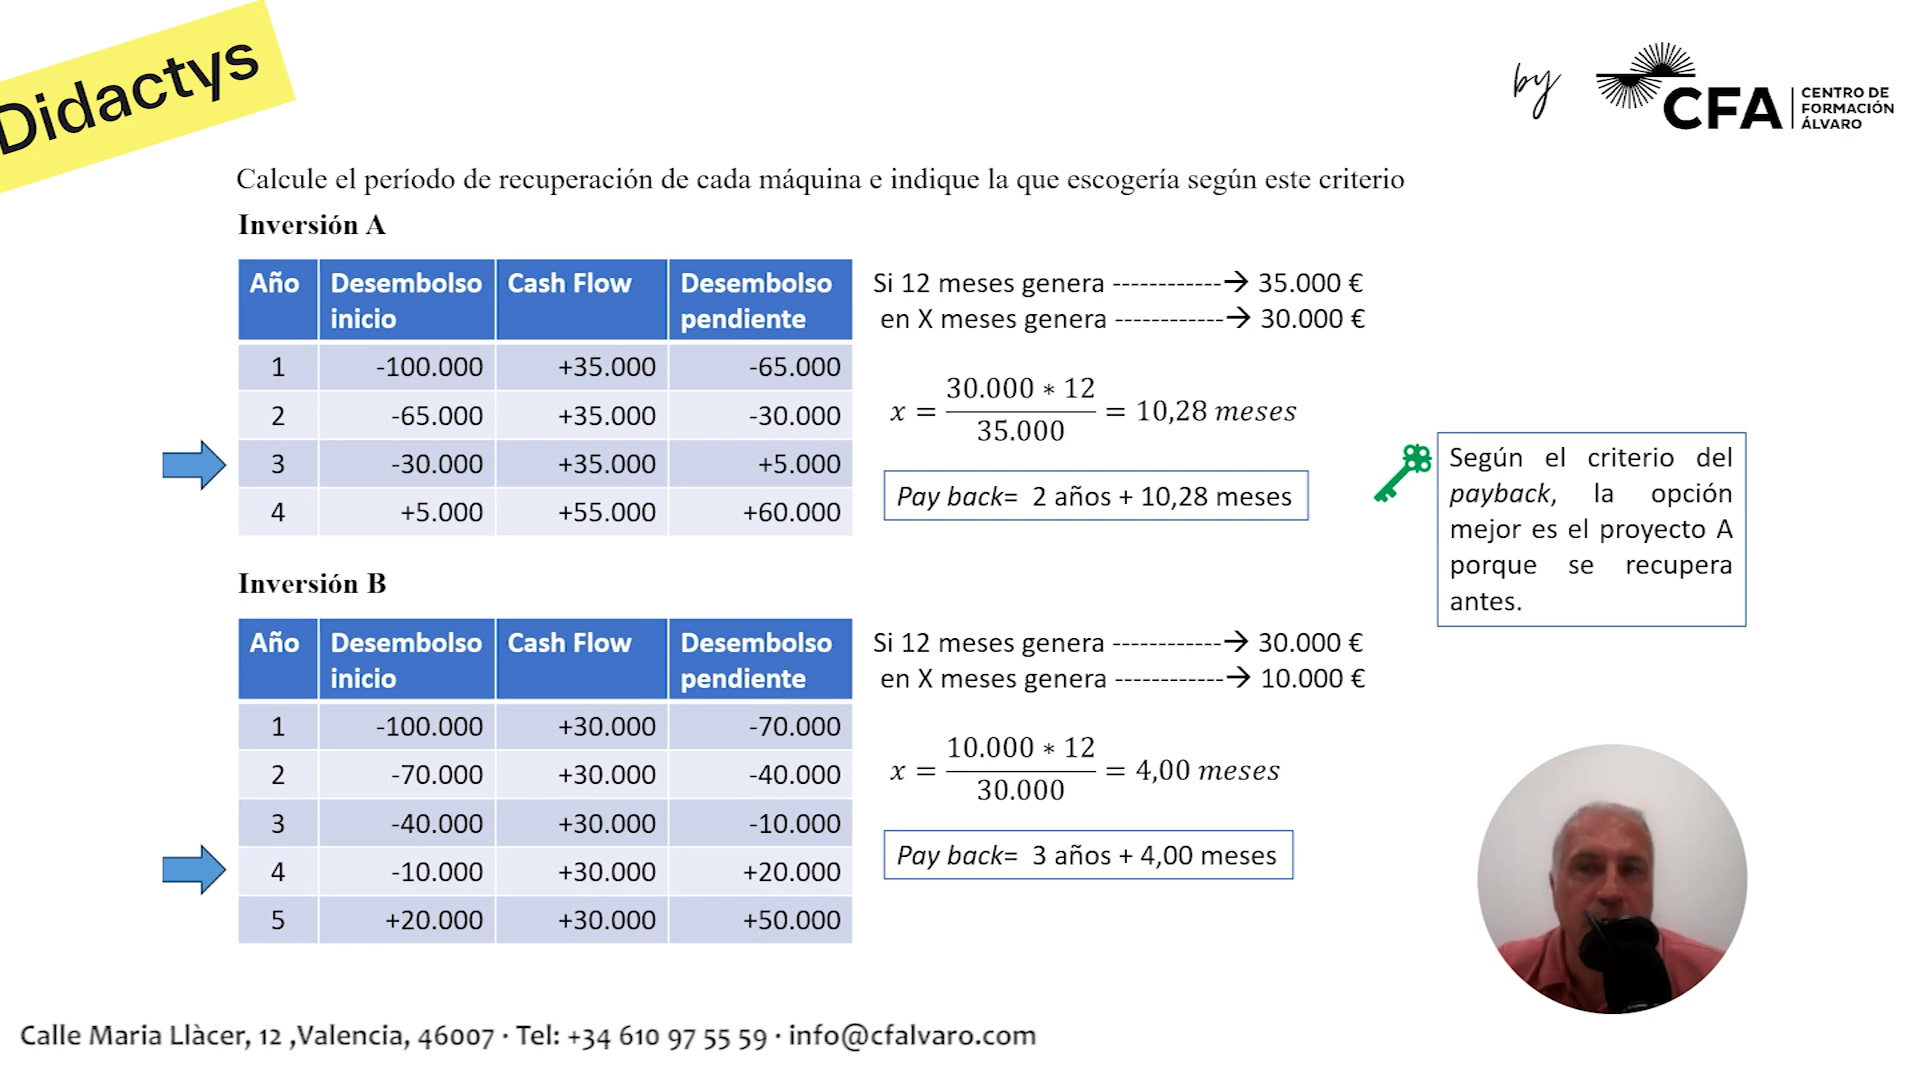 Didactys
by
CFA
CENTRO DE
FORMACIÓN
ÁLVARO
Calcule el período de recuperación de cada máquina e indique la que escogería según este criterio
Inversión A
Año Desembolso inicio Cash Flow Desembolso pendiente
1 -100.000 +35.000 -65.000
2 -65.000 +35.000 -30.000
3 -30.000 +35.000 +5.000
4 +5.000 +55.000 +60.000
Si 12 meses genera ------------→ 35.000 €
en X meses genera ------------→ 30.000 €
x = 30.000 * 12 / 35.000 = 10,28 meses
Pay back= 2 años + 10,28 meses
Según el criterio del
payback, la opción
mejor es el proyecto A
porque se recupera
antes.
Inversión B
Año Desembolso inicio Cash Flow Desembolso pendiente
1 -100.000 +30.000 -70.000
2 -70.000 +30.000 -40.000
3 -40.000 +30.000 -10.000
4 -10.000 +30.000 +20.000
5 +20.000 +30.000 +50.000
Si 12 meses genera ------------→ 30.000 €
en X meses genera ------------→ 10.000 €
x = 10.000 * 12 / 30.000 = 4,00 meses
Pay back= 3 años + 4,00 meses
Calle Maria Llàcer, 12 ,Valencia, 46007 · Tel: +34 610 97 55 59 · info@cfalvaro.com